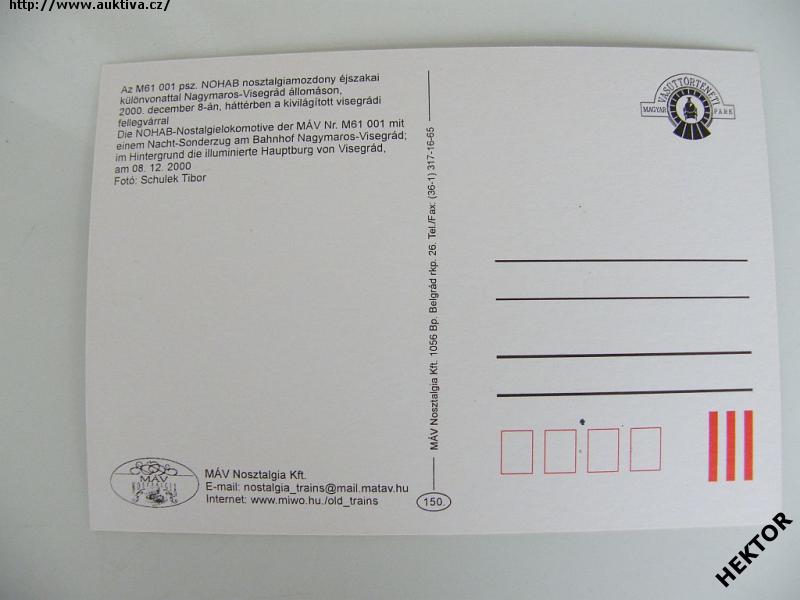 http://www.auktiva.cz/
Az M61 001 psz. NOHAB nosztalgiamozdony éjszakai
különvonattal Nagymaros-Visegrád állomáson,
2000. december 8-án, háttérben a kivilágított visegrádi
fellegvárral
Die NOHAB-Nostalgielokomotive der MÁV Nr. M61 001 mit
einem Nacht-Sonderzug am Bahnhof Nagymaros-Visegrád;
im Hintergrund die illuminierte Hauptburg von Visegrád,
am 08. 12. 2000
Fotó: Schulek Tibor
MÁV Nosztalgia Kft. 1056 Bp. Belgrád rkp. 26. Tel./Fax: (36-1) 317-16-65
VASÚTTÖRTÉNETI
MAGYAR PARK
MÁV
NOSZTALGIA
MÁV Nosztalgia Kft.
E-mail: nostalgia_trains@mail.matav.hu
Internet: www.miwo.hu./old_trains
150.
HEKTOR